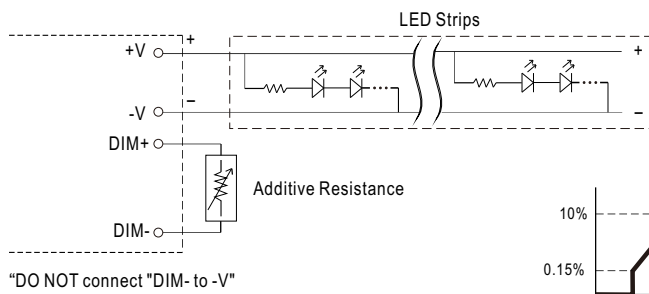 LED Strips
+V
+
+
-V
−
−
DIM+
Additive Resistance
DIM-
"DO NOT connect "DIM- to -V"
10%
0.15%